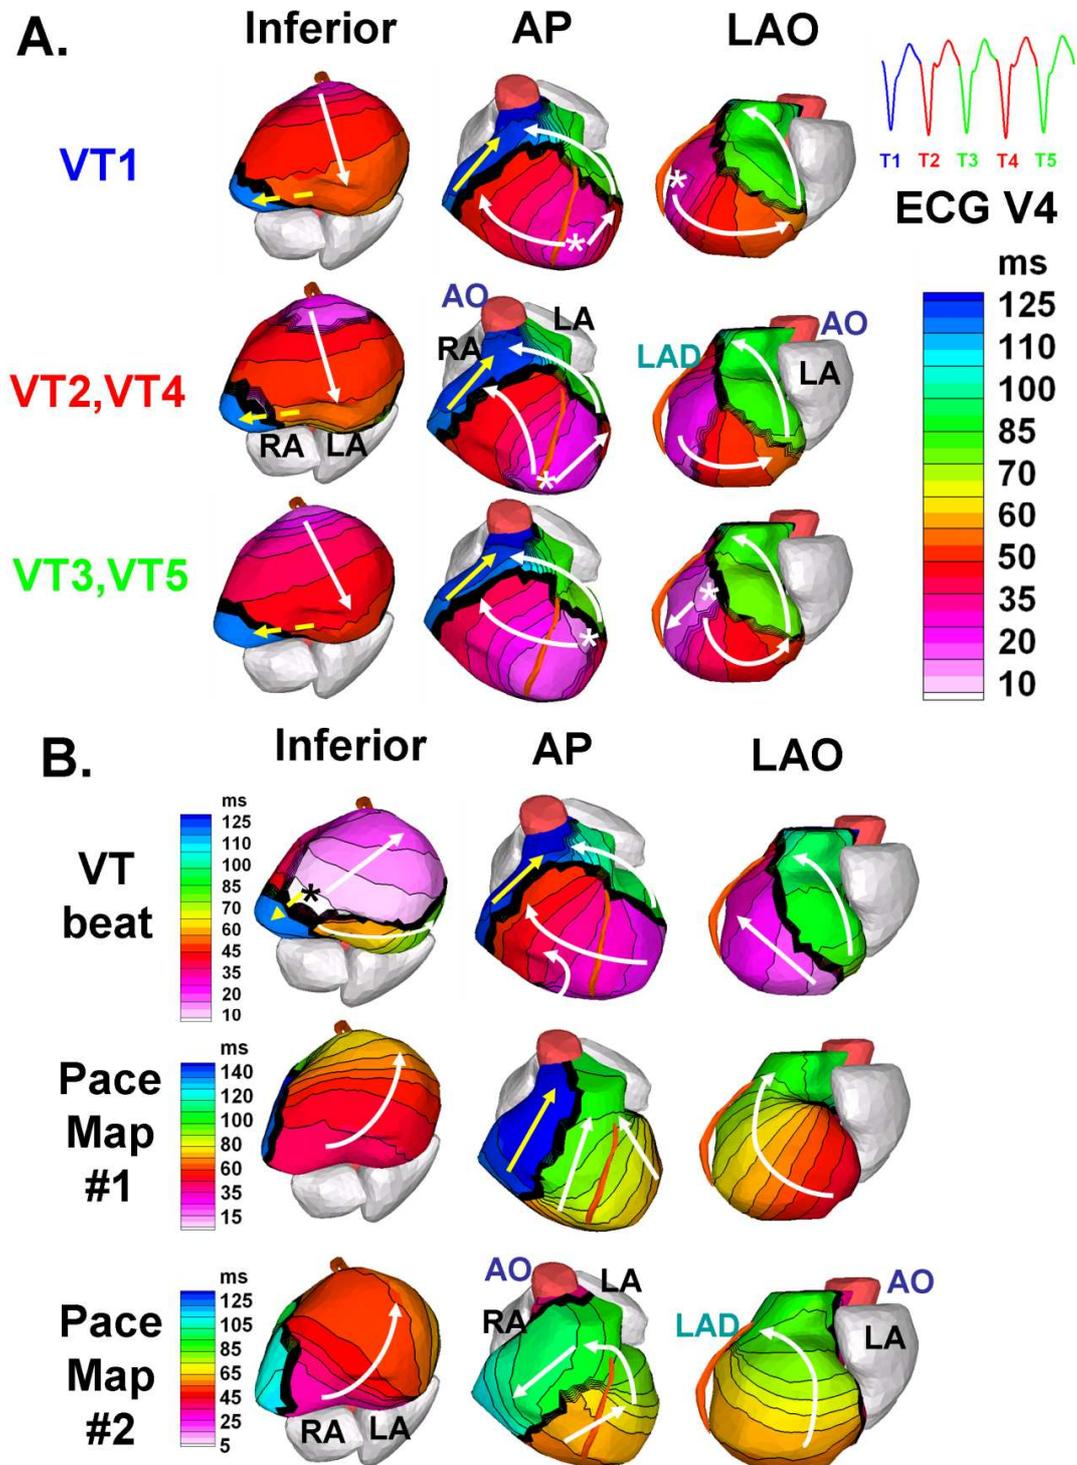 A.
Inferior
AP
LAO
T1 T2 T3 T4 T5
ECG V4
VT1
*
*
ms
125
110
100
85
70
60
50
35
20
10
VT2,VT4
RA LA
AO
LA
RA
*
LAD
AO
LA
VT3,VT5
*
*
B.
Inferior
AP
LAO
VT
beat
ms
125
110
100
85
70
60
45
35
20
10
*
Pace
Map
#1
ms
140
120
100
80
60
35
15
Pace
Map
#2
ms
125
105
85
65
45
25
5
RA LA
AO
LA
RA
LAD
AO
LA